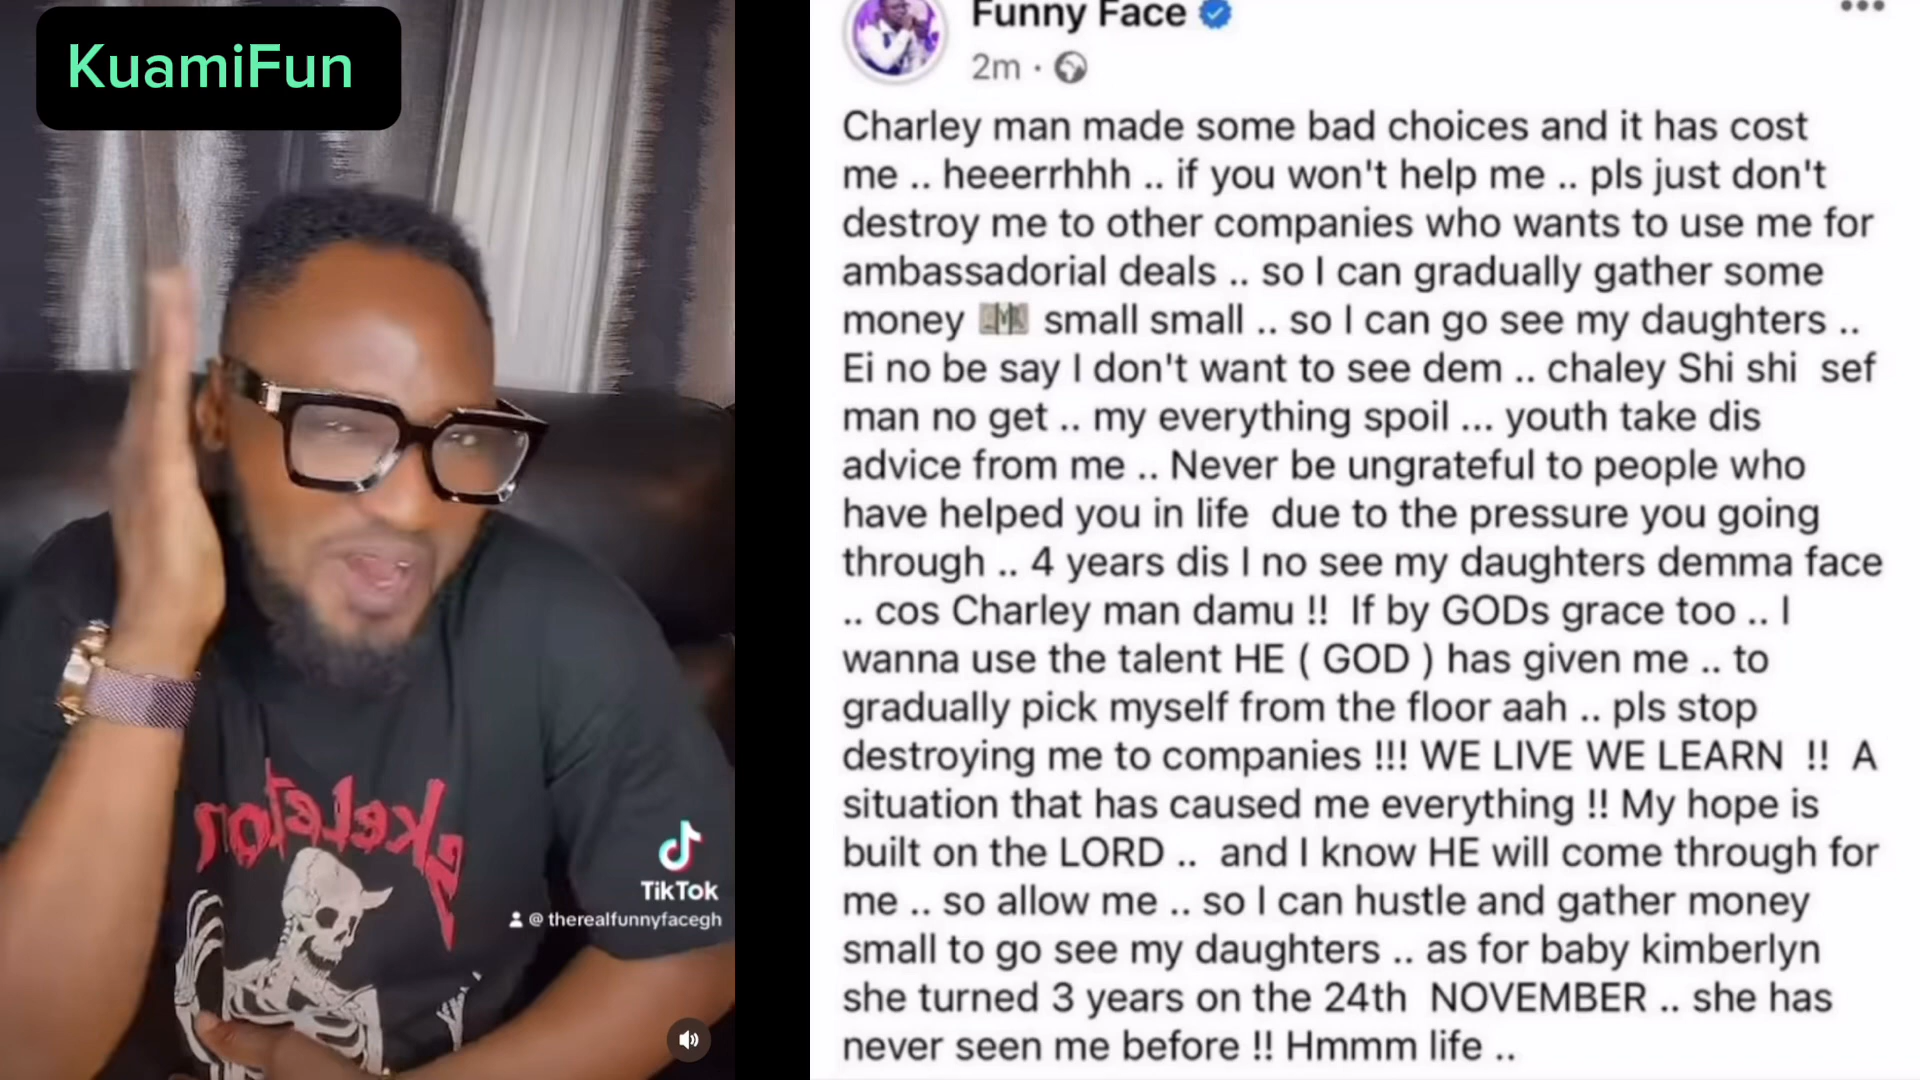 KuamiFun
skeleton
TikTok
@ therealfunnyfacegh
Funny Face
2m ·
Charley man made some bad choices and it has cost
me .. heeerrhhh .. if you won't help me .. pls just don't
destroy me to other companies who wants to use me for
ambassadorial deals .. so I can gradually gather some
money 💵 small small .. so I can go see my daughters ..
Ei no be say I don't want to see dem .. chaley Shi shi  sef
man no get .. my everything spoil ... youth take dis
advice from me .. Never be ungrateful to people who
have helped you in life  due to the pressure you going
through .. 4 years dis I no see my daughters demma face
.. cos Charley man damu !!  If by GODs grace too .. I
wanna use the talent HE ( GOD ) has given me .. to
gradually pick myself from the floor aah .. pls stop
destroying me to companies !!! WE LIVE WE LEARN  !!  A
situation that has caused me everything !! My hope is
built on the LORD ..  and I know HE will come through for
me .. so allow me .. so I can hustle and gather money
small to go see my daughters .. as for baby kimberlyn
she turned 3 years on the 24th  NOVEMBER .. she has
never seen me before !! Hmmm life ..